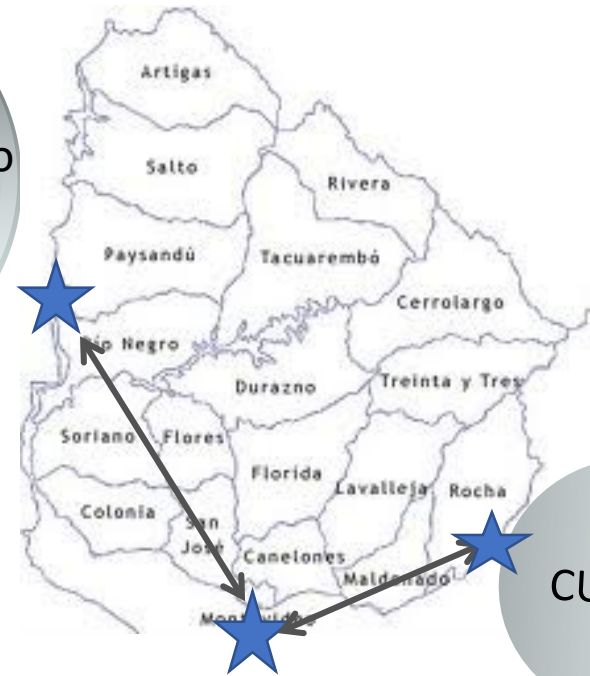 Artigas
Salto
Rivera
Paysandú
Tacuarembó
Cerrolargo
Río Negro
Durazno
Treinta y Tres
Soriano
Flores
Florida
Lavalleja
Rocha
Colonia
San
José
Canelones
Maldonado